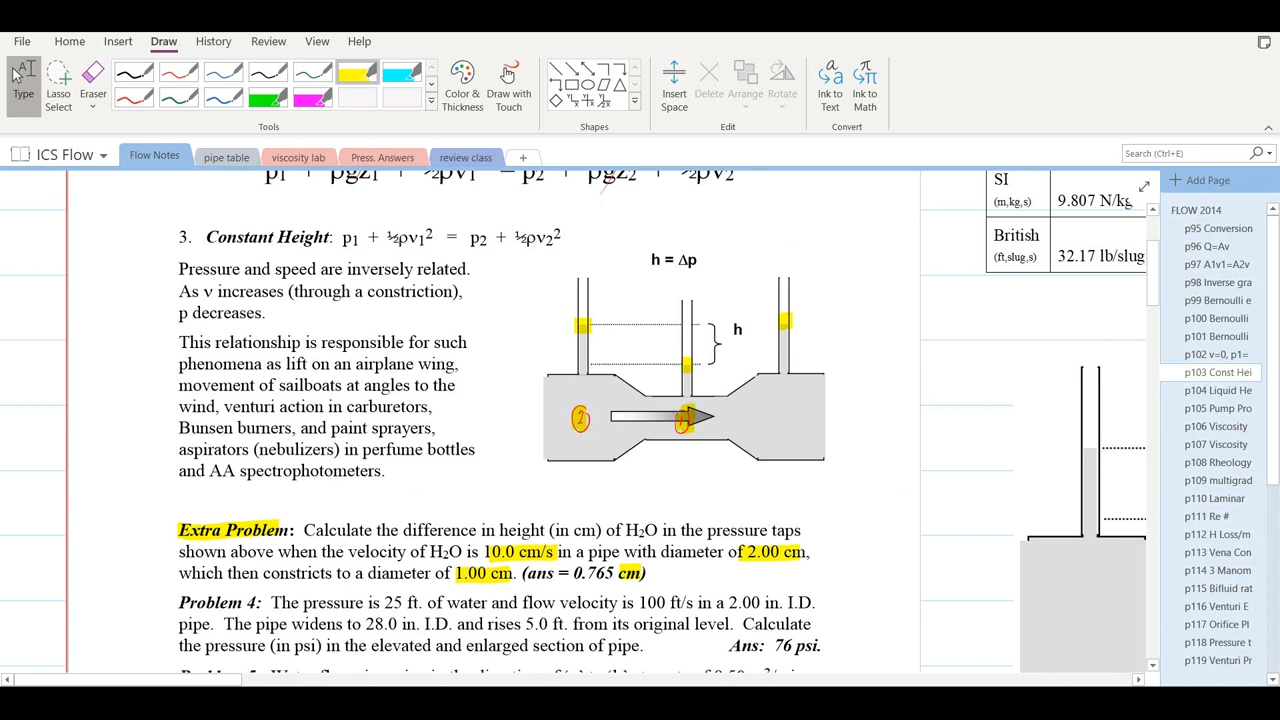 File Home Insert Draw History Review View Help
Type Lasso Select Eraser Color & Thickness Draw with Touch Insert Space Delete Arrange Rotate Ink to Text Ink to Math
Tools Shapes Edit Convert
ICS Flow Flow Notes pipe table viscosity lab Press. Answers review class + Search (Ctrl+E)
p₁ + ρgz₁ + ½ρv₁² = p₂ + ρgz₂ + ½ρv₂²
3. Constant Height: p₁ + ½ρv₁² = p₂ + ½ρv₂²
Pressure and speed are inversely related.
As v increases (through a constriction),
p decreases.
This relationship is responsible for such
phenomena as lift on an airplane wing,
movement of sailboats at angles to the
wind, venturi action in carburetors,
Bunsen burners, and paint sprayers,
aspirators (nebulizers) in perfume bottles
and AA spectrophotometers.
h = Δp
h
2
1
Extra Problem: Calculate the difference in height (in cm) of H₂O in the pressure taps
shown above when the velocity of H₂O is 10.0 cm/s in a pipe with diameter of 2.00 cm,
which then constricts to a diameter of 1.00 cm. (ans = 0.765 cm)
Problem 4: The pressure is 25 ft. of water and flow velocity is 100 ft/s in a 2.00 in. I.D.
pipe. The pipe widens to 28.0 in. I.D. and rises 5.0 ft. from its original level. Calculate
the pressure (in psi) in the elevated and enlarged section of pipe. Ans: 76 psi.
SI
(m,kg,s) 9.807 N/kg
British
(ft,slug,s) 32.17 lb/slug
Add Page
FLOW 2014
p95 Conversion
p96 Q=Av
p97 A1v1=A2v
p98 Inverse gra
p99 Bernoulli e
p100 Bernoulli
p101 Bernoulli
p102 v=0, p1=
p103 Const Hei
p104 Liquid He
p105 Pump Pro
p106 Viscosity
p107 Viscosity
p108 Rheology
p109 multigrad
p110 Laminar
p111 Re #
p112 H Loss/m
p113 Vena Con
p114 3 Manom
p115 Bifluid rat
p116 Venturi E
p117 Orifice Pl
p118 Pressure t
p119 Venturi Pr